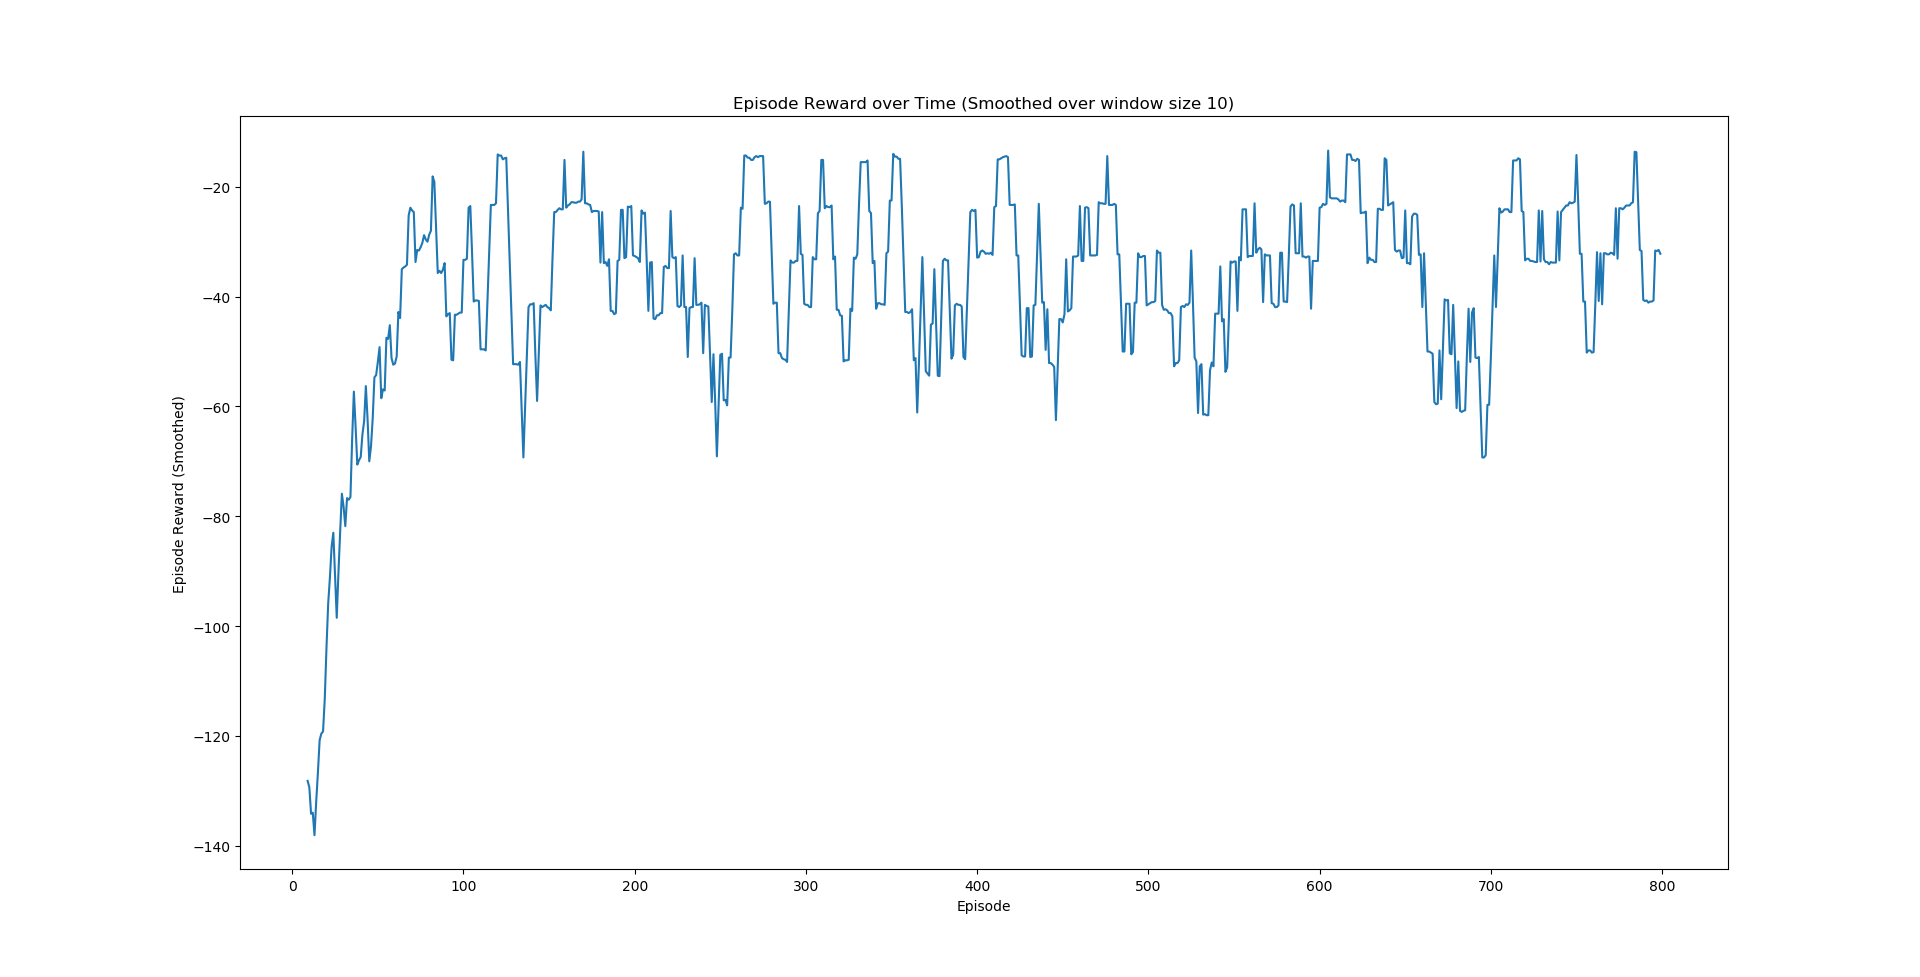 Episode Reward over Time (Smoothed over window size 10)
Episode Reward (Smoothed)
−20
−40
−60
−80
−100
−120
−140
0 100 200 300 400 500 600 700 800
Episode